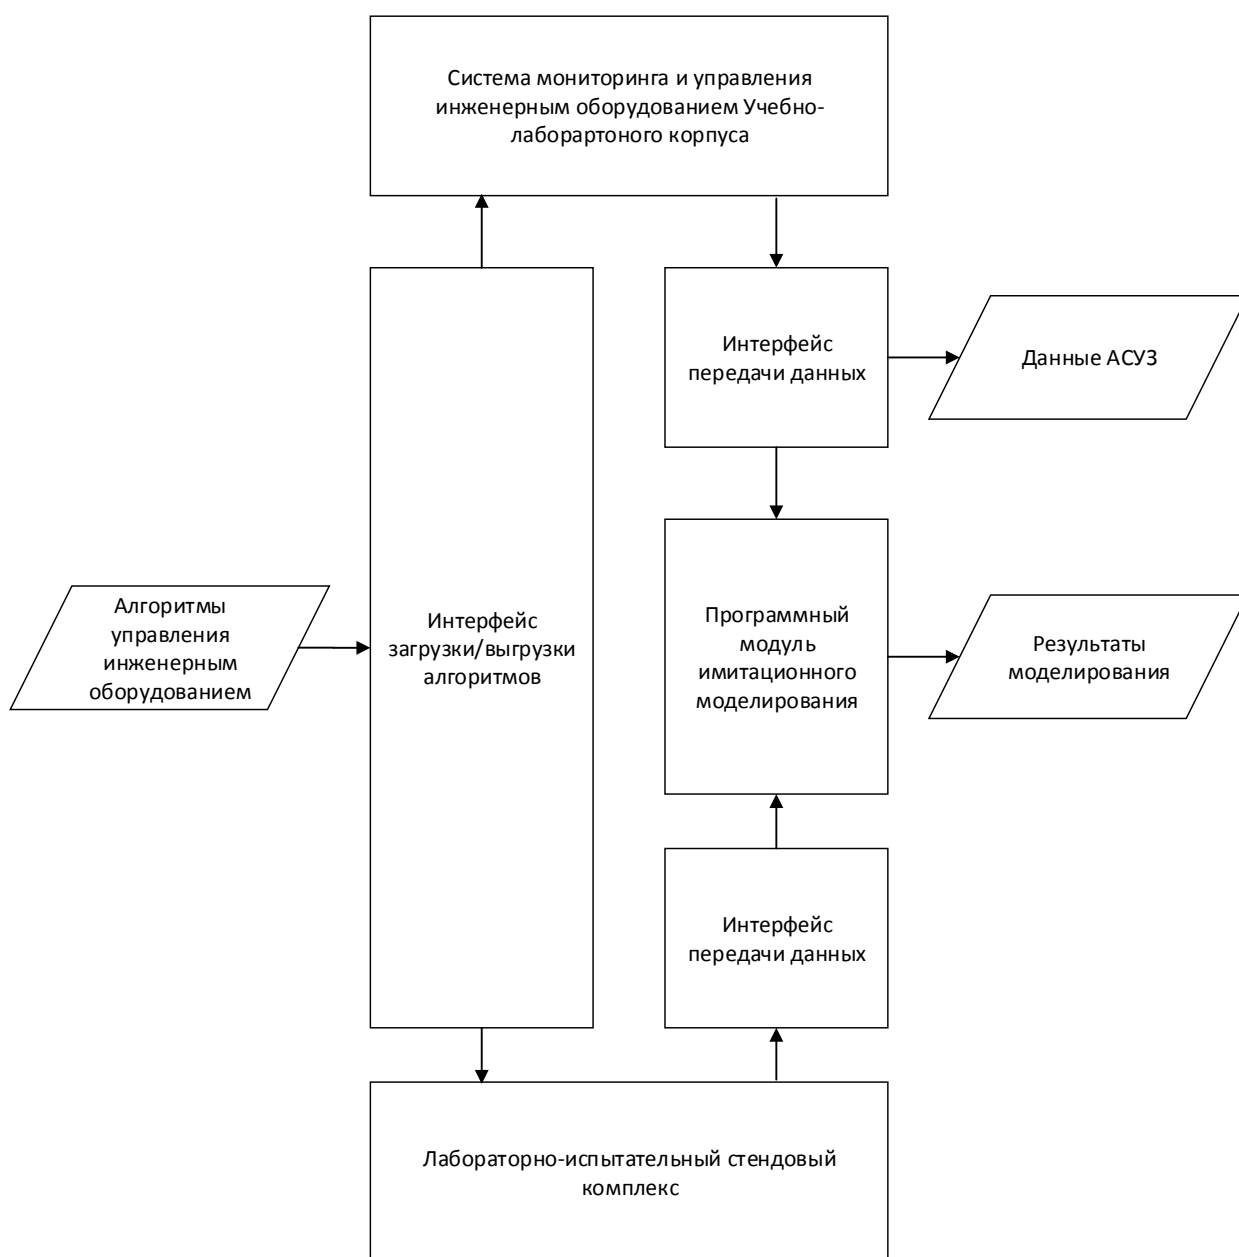 Система мониторинга и управления
инженерным оборудованием Учебно-
лаборартоного корпуса
Интерфейс
передачи данных
Данные АСУЗ
Алгоритмы
управления
инженерным
оборудованием
Интерфейс
загрузки/выгрузки
алгоритмов
Программный
модуль
имитационного
моделирования
Результаты
моделирования
Интерфейс
передачи данных
Лабораторно-испытательный стендовый
комплекс